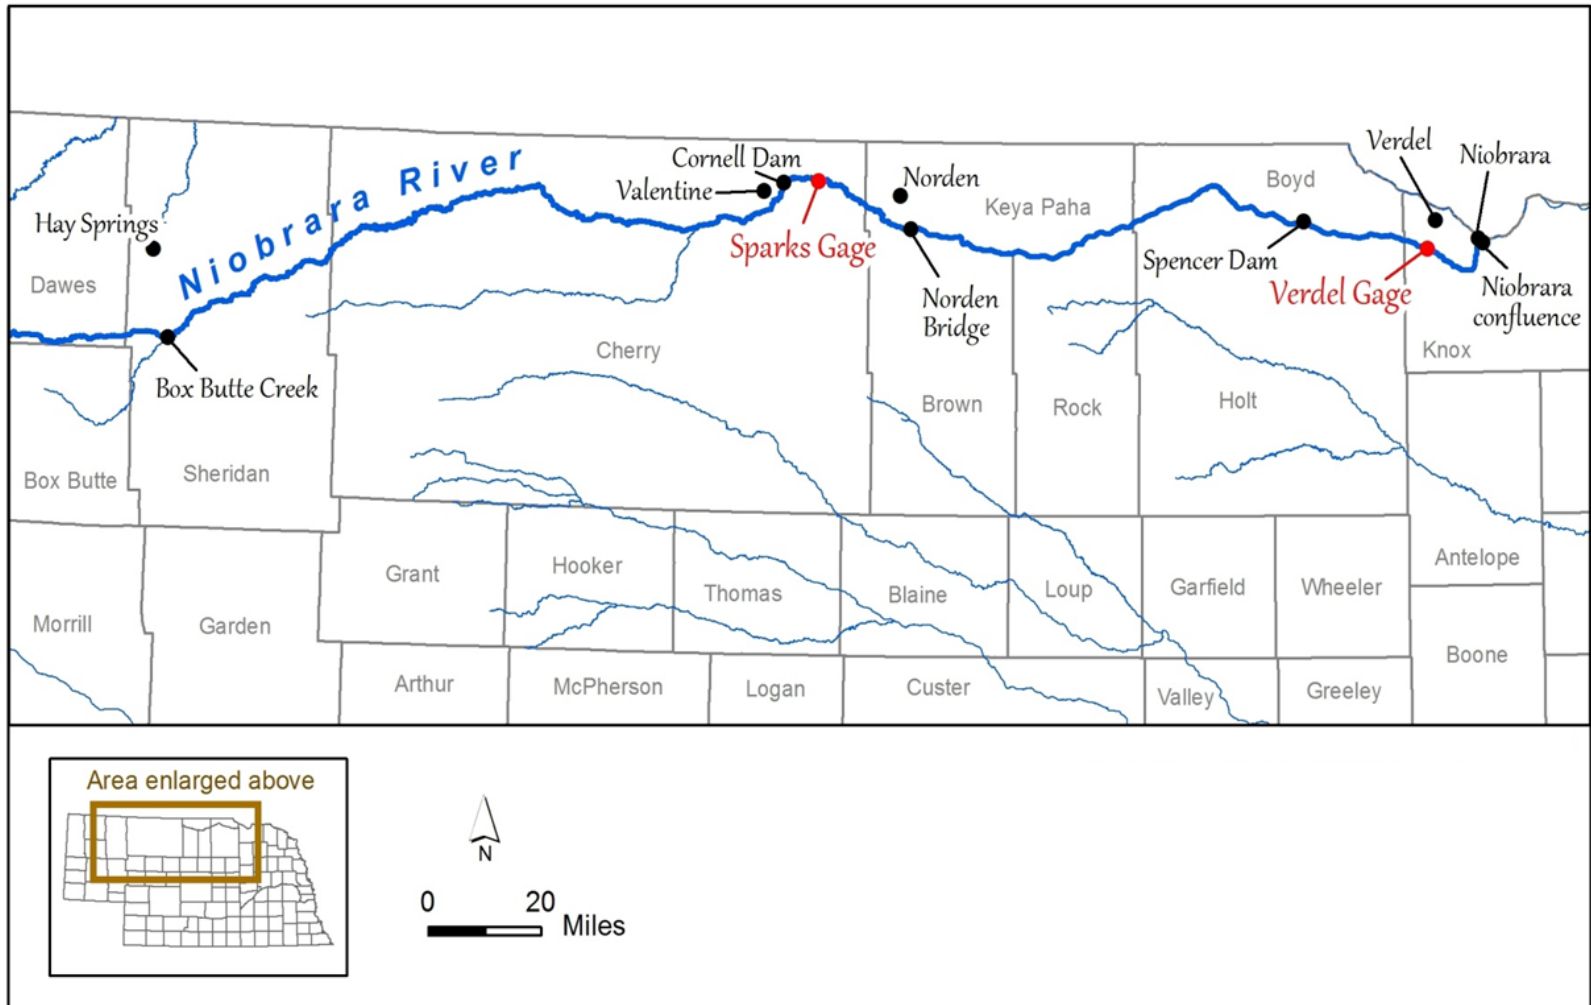 Verdel
Niobrara
Cornell Dam
Niobrara River
Valentine
Norden
Boyd
Keya Paha
Hay Springs
Sparks Gage
Spencer Dam
Dawes
Verdel Gage
Niobrara
confluence
Norden
Bridge
Cherry
Knox
Box Butte Creek
Brown
Rock
Holt
Box Butte
Sheridan
Grant
Hooker
Thomas
Blaine
Loup
Garfield
Wheeler
Antelope
Morrill
Garden
Boone
Arthur
McPherson
Logan
Custer
Valley
Greeley
Area enlarged above
N
0 20
Miles